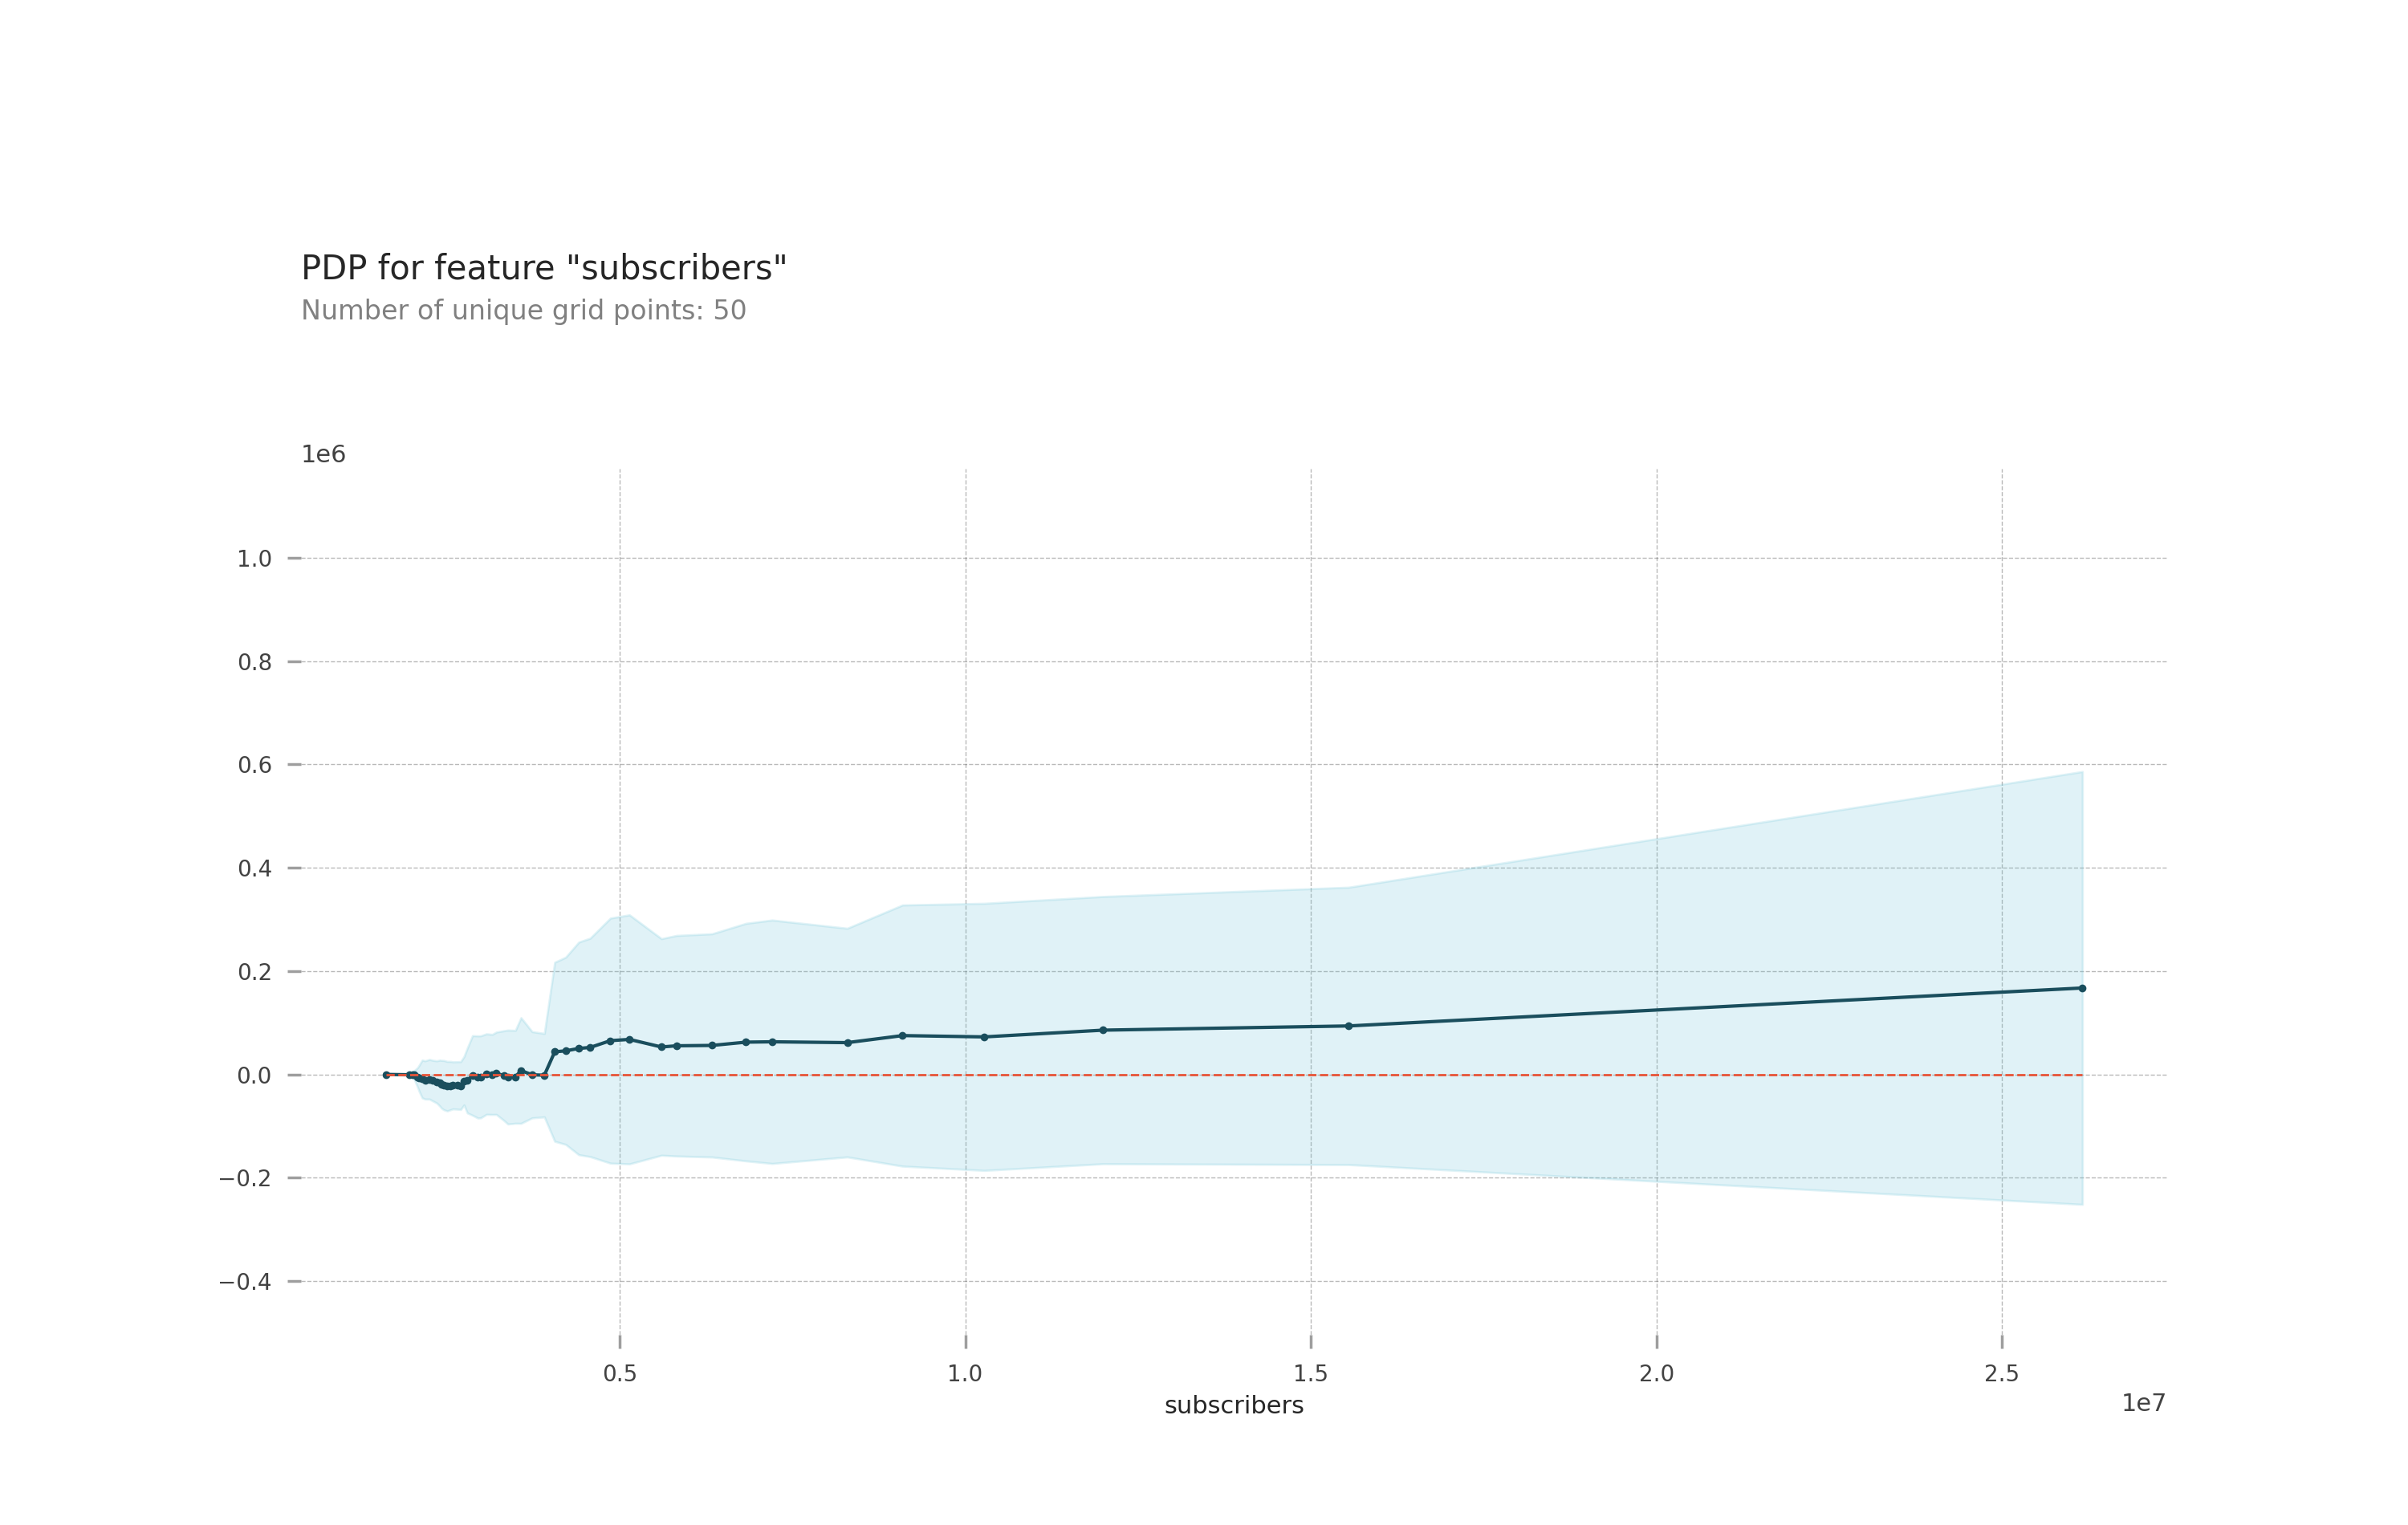 PDP for feature "subscribers"
Number of unique grid points: 50
1e6
1.0
0.8
0.6
0.4
0.2
0.0
−0.2
−0.4
0.5 1.0 1.5 2.0 2.5
subscribers
1e7